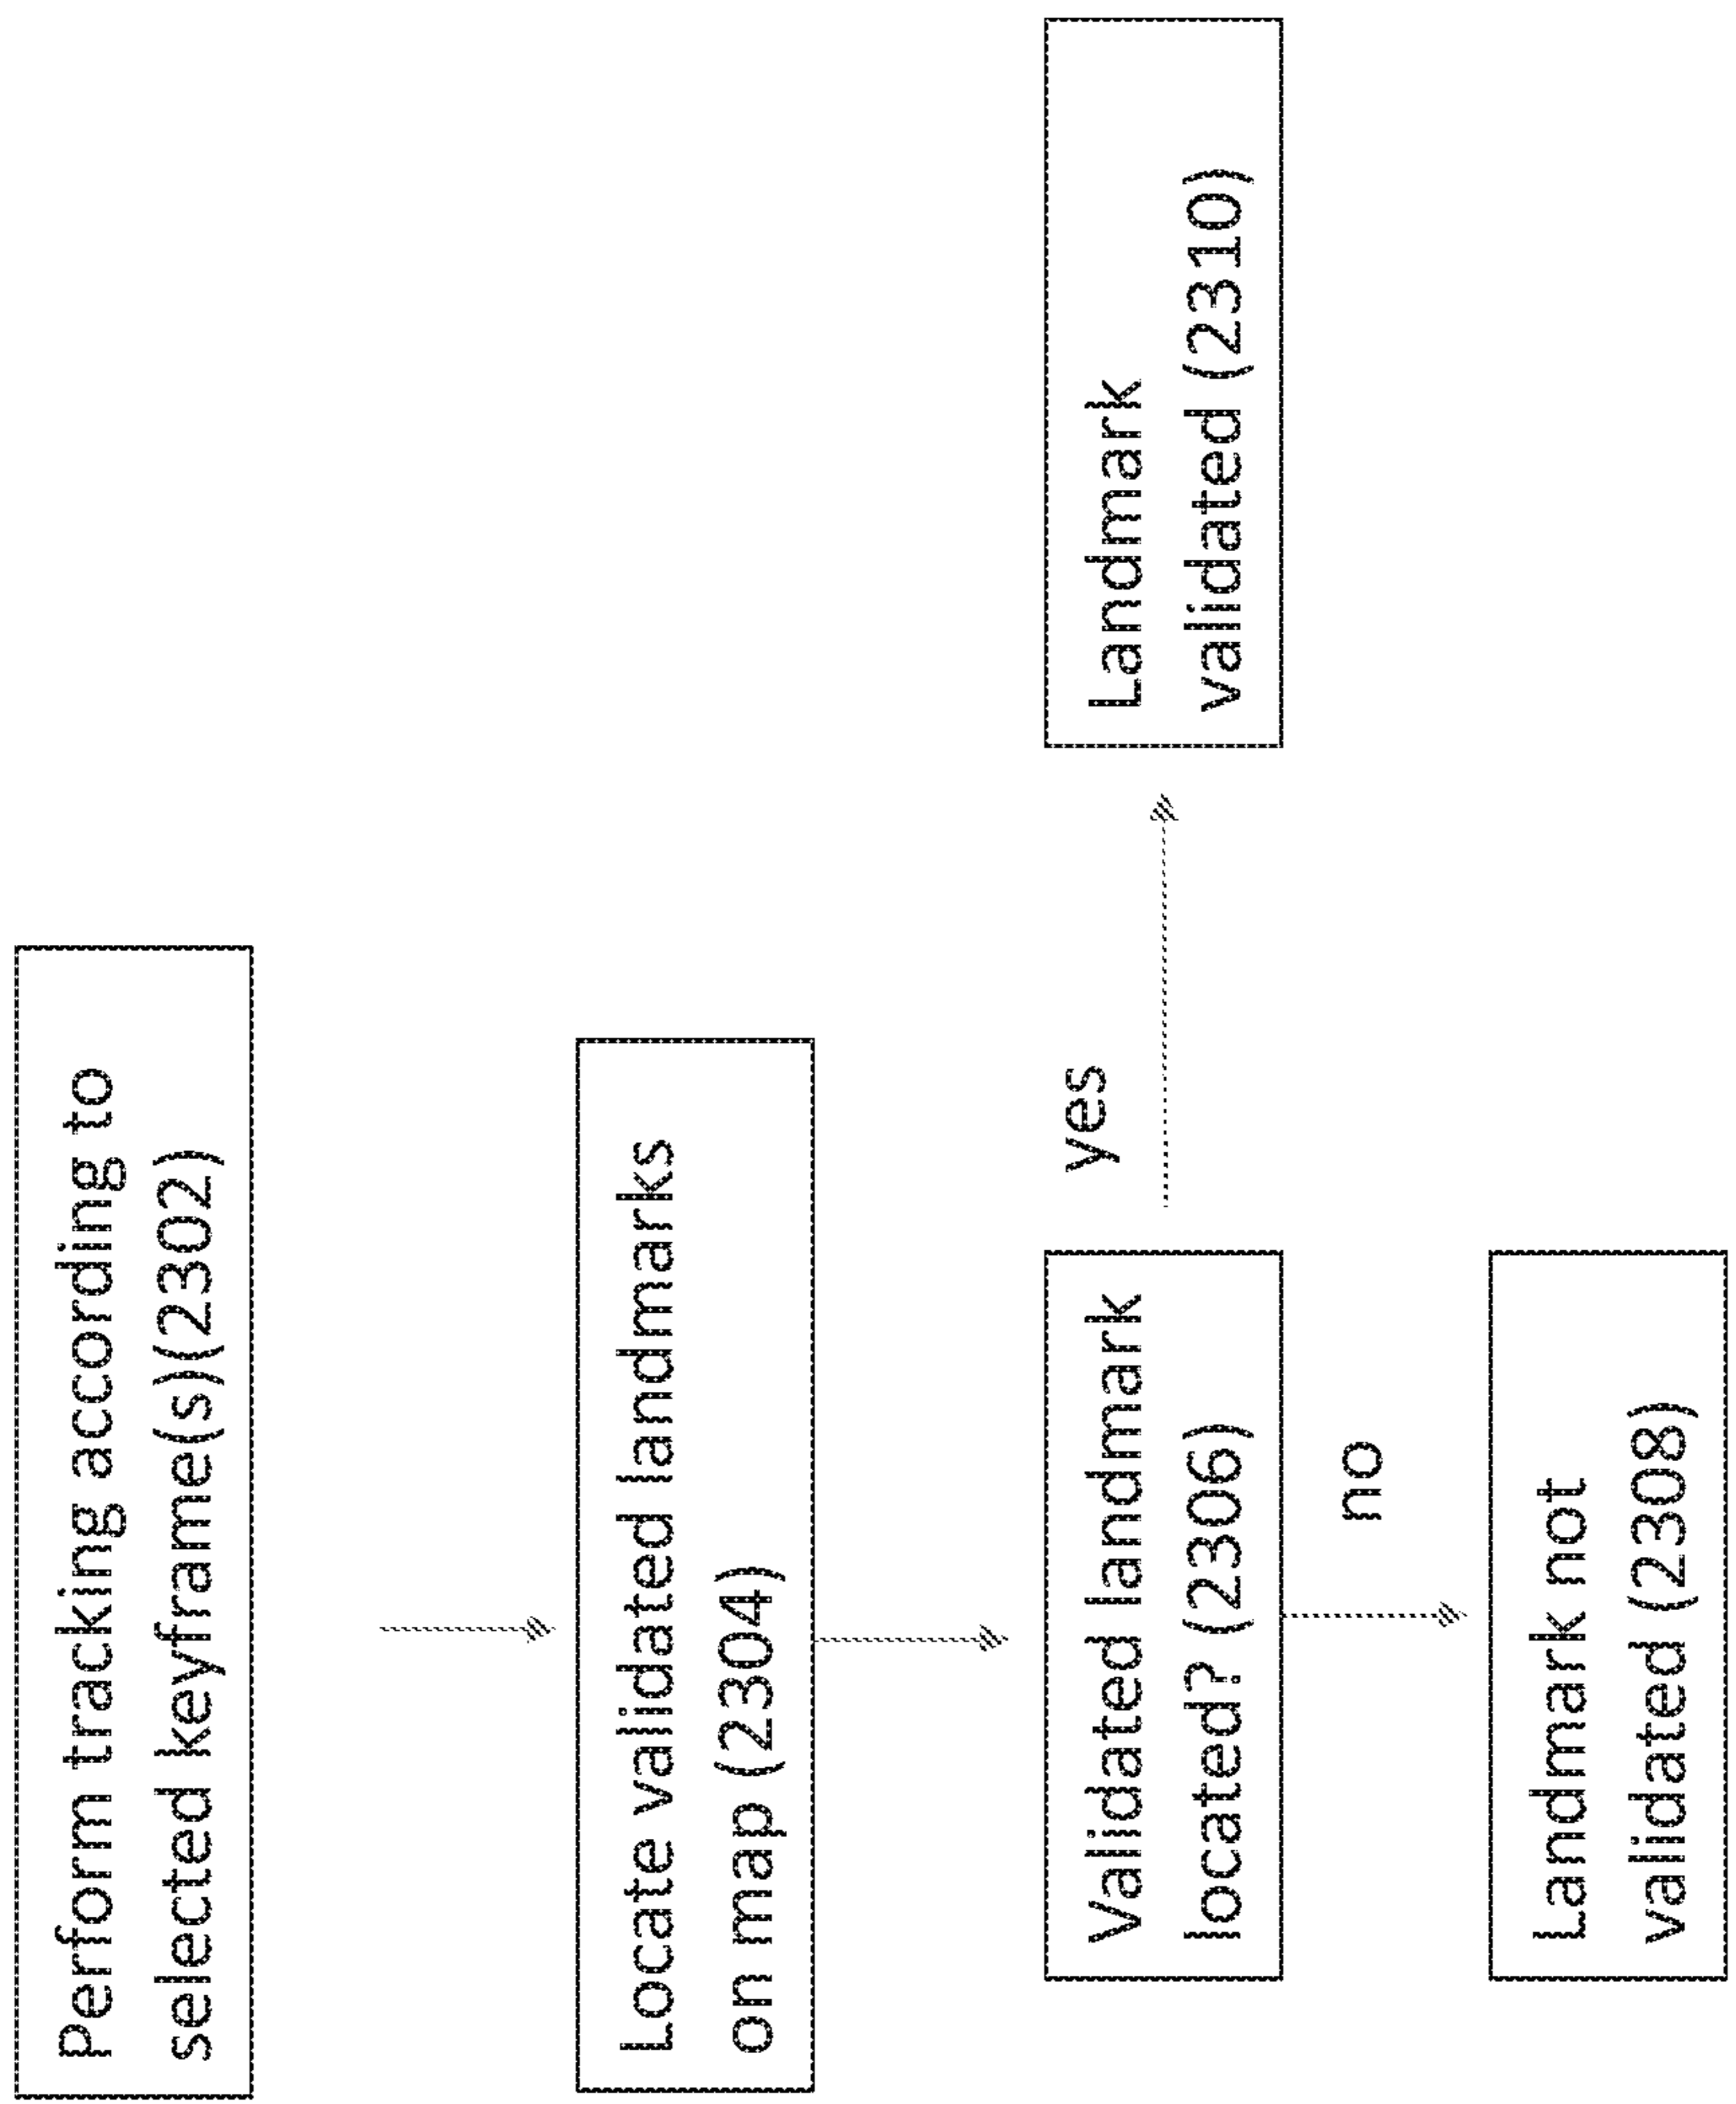 Perform tracking according to
selected keyframe(s)(2302)
Locate validated landmarks
on map (2304)
Validated landmark
located? (2306)
yes
Landmark
validated (2310)
no
Landmark not
validated (2308)